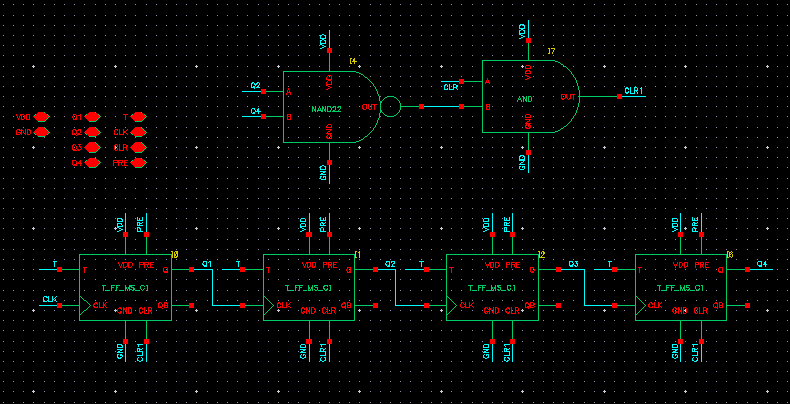 I4
I7
VDD
VDD
VDD
VDD
Q2
A
CLR
A
CLR1
NAND22
OUT
AND
OUT
Q4
B
B
GND
GND
GND
GND
VDD
Q1
T
GND
Q2
CLK
Q3
CLR
Q4
PRE
VDD
PRE
VDD
PRE
VDD
PRE
VDD
PRE
I0
I1
I2
I6
T
T
VDD
PRE
Q
Q1
T
T
VDD
PRE
Q
Q2
T
T
VDD
PRE
Q
Q3
T
T
VDD
PRE
Q
Q4
T_FF_MS_C1
T_FF_MS_C1
T_FF_MS_C1
T_FF_MS_C1
CLK
CLK
QB
CLK
QB
CLK
QB
CLK
QB
GND
CLR
GND
CLR
GND
CLR
GND
CLR
GND
CLR1
GND
CLR1
GND
CLR1
GND
CLR1